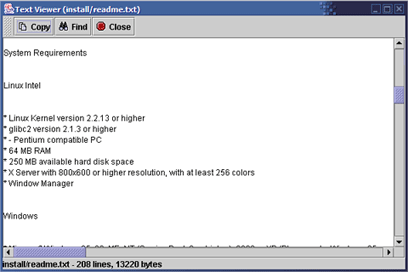 Text Viewer (install/readme.txt)
Copy Find Close
System Requirements
Linux Intel
* Linux Kernel version 2.2.13 or higher
* glibc2 version 2.1.3 or higher
* - Pentium compatible PC
* 64 MB RAM
* 250 MB available hard disk space
* X Server with 800x600 or higher resolution, with at least 256 colors
* Window Manager
Windows
install/readme.txt - 208 lines, 13220 bytes